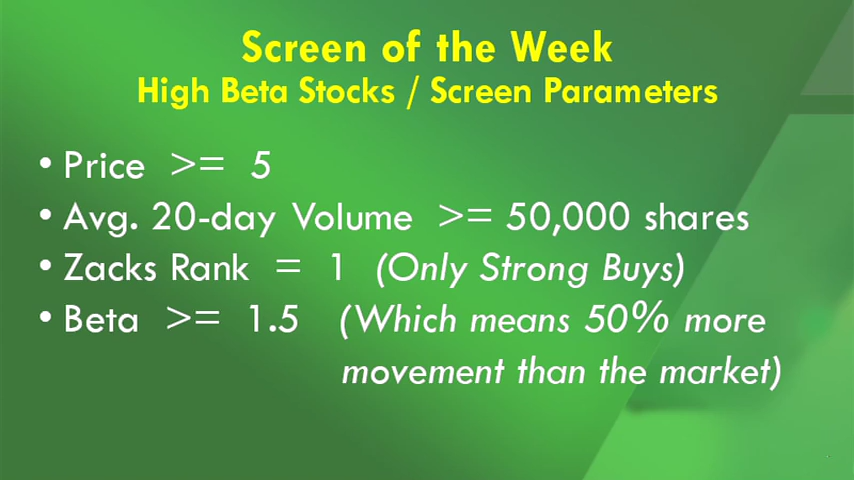 Screen of the Week
High Beta Stocks / Screen Parameters
• Price >= 5
• Avg. 20-day Volume >= 50,000 shares
• Zacks Rank = 1 (Only Strong Buys)
• Beta >= 1.5 (Which means 50% more
movement than the market)